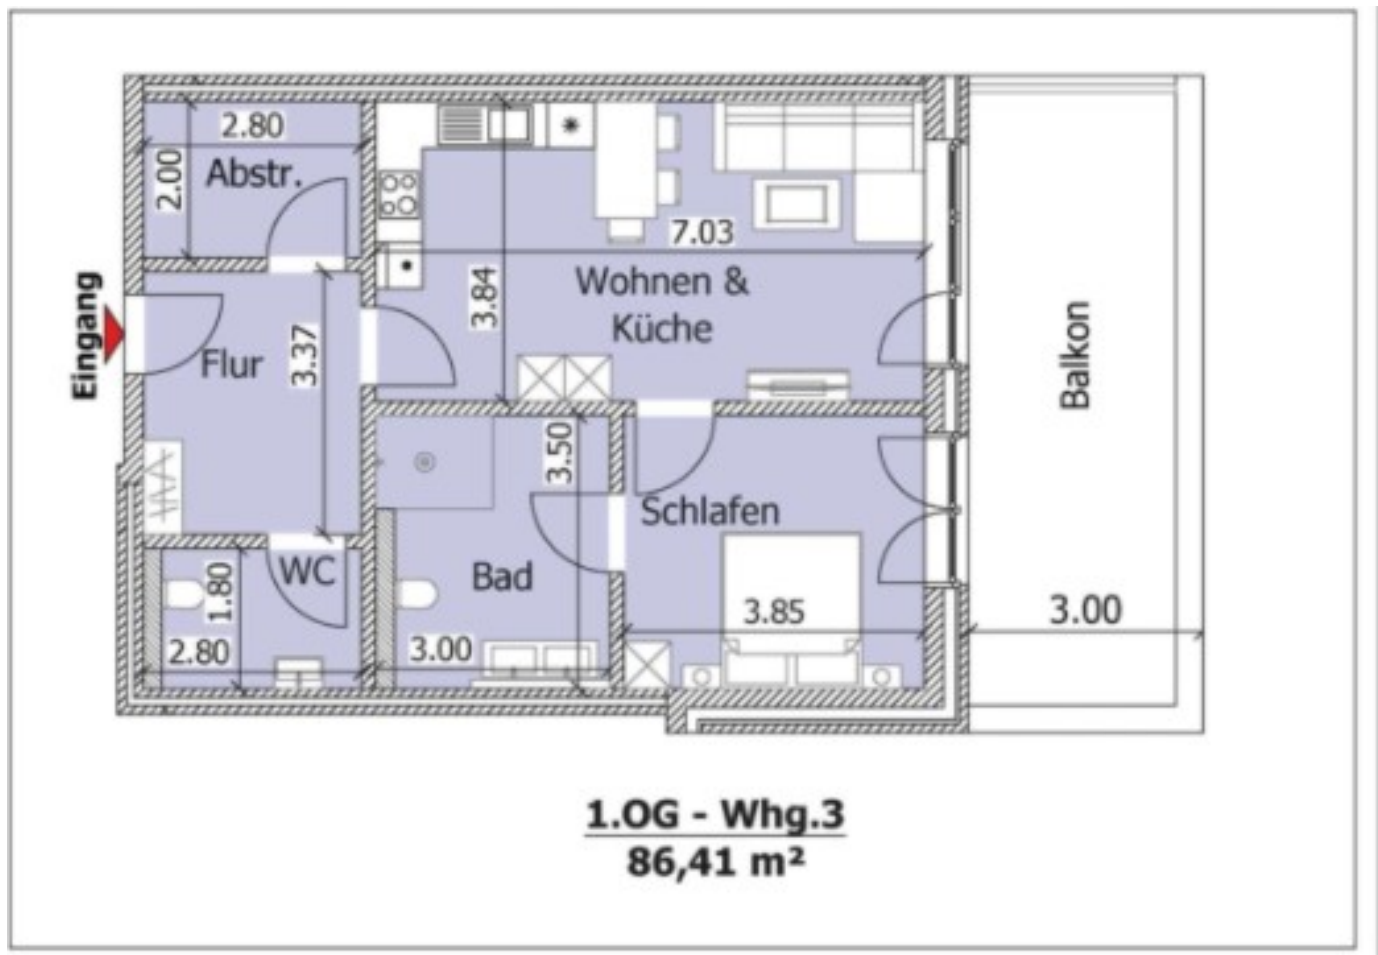 2.80
2.00
Abstr.
7.03
Wohnen &
Küche
3.84
Eingang
Flur
3.37
Balkon
3.50
Schlafen
WC
1.80
Bad
3.85
3.00
2.80
3.00
1.OG - Whg.3
86,41 m²